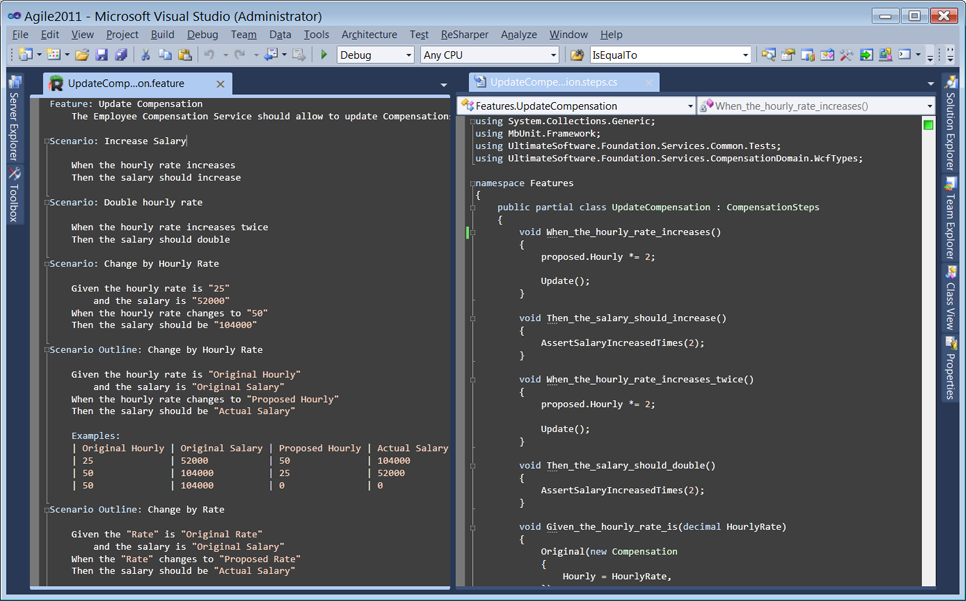 Agile2011 - Microsoft Visual Studio (Administrator)
File Edit View Project Build Debug Team Data Tools Architecture Test ReSharper Analyze Window Help
Debug Any CPU IsEqualTo
Server Explorer
Toolbox
UpdateComp...on.feature
Feature: Update Compensation
The Employee Compensation Service should allow to update Compensation
Scenario: Increase Salary
When the hourly rate increases
Then the salary should increase
Scenario: Double hourly rate
When the hourly rate increases twice
Then the salary should double
Scenario: Change by Hourly Rate
Given the hourly rate is "25"
and the salary is "52000"
When the hourly rate changes to "50"
Then the salary should be "104000"
Scenario Outline: Change by Hourly Rate
Given the hourly rate is "Original Hourly"
and the salary is "Original Salary"
When the hourly rate changes to "Proposed Hourly"
Then the salary should be "Actual Salary"
Examples:
| Original Hourly | Original Salary | Proposed Hourly | Actual Salary
| 25 | 52000 | 50 | 104000
| 50 | 104000 | 25 | 52000
| 50 | 104000 | 0 | 0
Scenario Outline: Change by Rate
Given the "Rate" is "Original Rate"
and the salary is "Original Salary"
When the "Rate" changes to "Proposed Rate"
Then the salary should be "Actual Salary"
UpdateCompe...ion.steps.cs
Features.UpdateCompensation When_the_hourly_rate_increases()
using System.Collections.Generic;
using MbUnit.Framework;
using UltimateSoftware.Foundation.Services.Common.Tests;
using UltimateSoftware.Foundation.Services.CompensationDomain.WcfTypes;
namespace Features
{
public partial class UpdateCompensation : CompensationSteps
{
void When_the_hourly_rate_increases()
{
proposed.Hourly *= 2;
Update();
}
void Then_the_salary_should_increase()
{
AssertSalaryIncreasedTimes(2);
}
void When_the_hourly_rate_increases_twice()
{
proposed.Hourly *= 2;
Update();
}
void Then_the_salary_should_double()
{
AssertSalaryIncreasedTimes(2);
}
void Given_the_hourly_rate_is(decimal HourlyRate)
{
Original(new Compensation
{
Hourly = HourlyRate,
Solution Explorer
Team Explorer
Class View
Properties